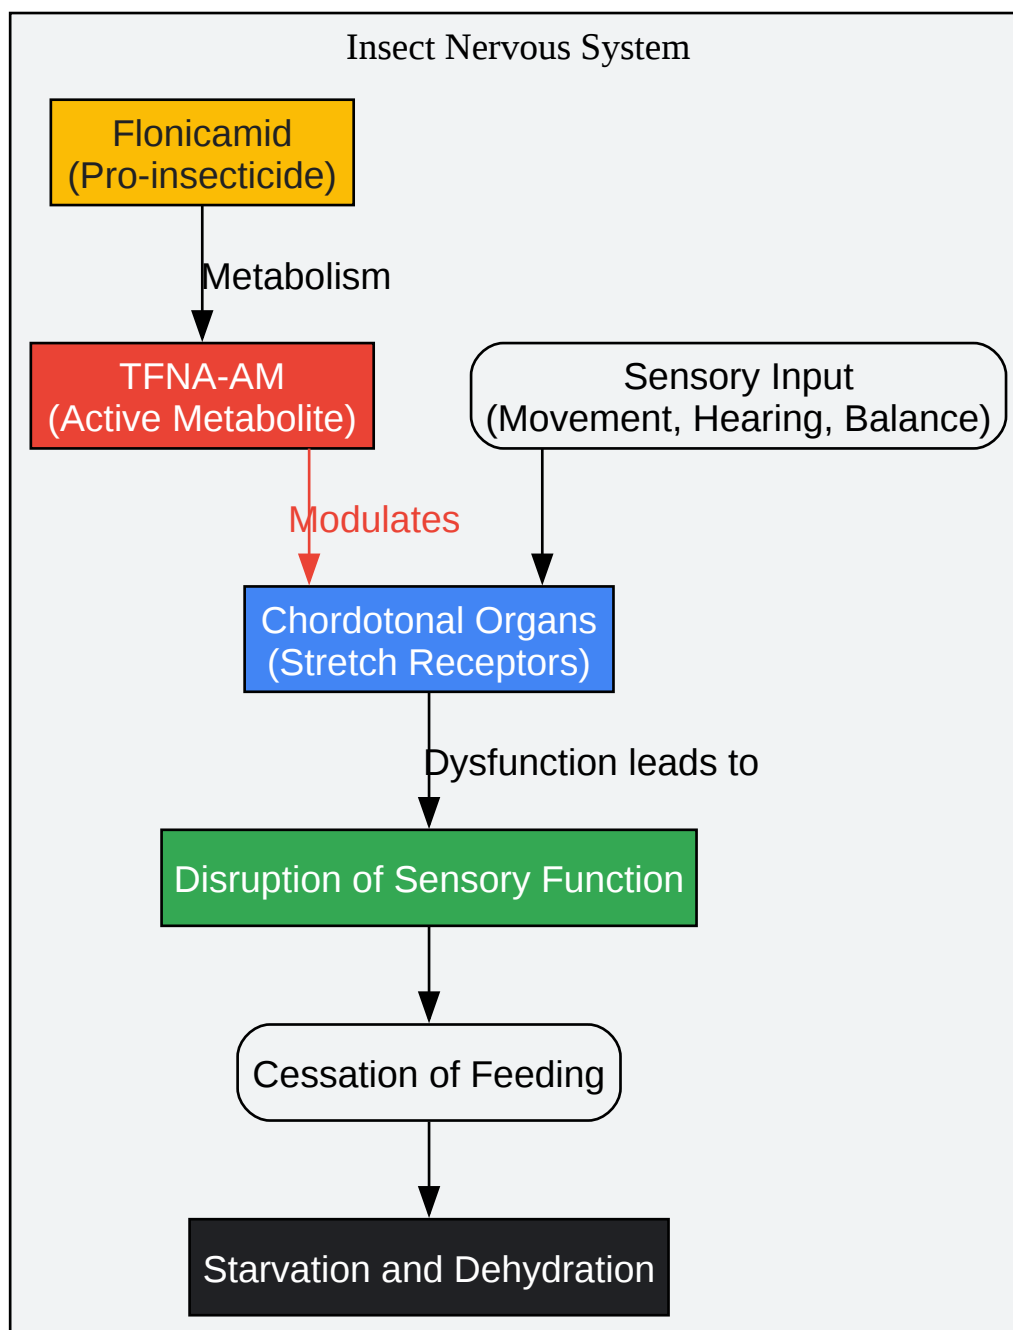 Insect Nervous System
Flonicamid
(Pro-insecticide)
Metabolism
TFNA-AM
(Active Metabolite)
Sensory Input
(Movement, Hearing, Balance)
Modulates
Chordotonal Organs
(Stretch Receptors)
Dysfunction leads to
Disruption of Sensory Function
Cessation of Feeding
Starvation and Dehydration